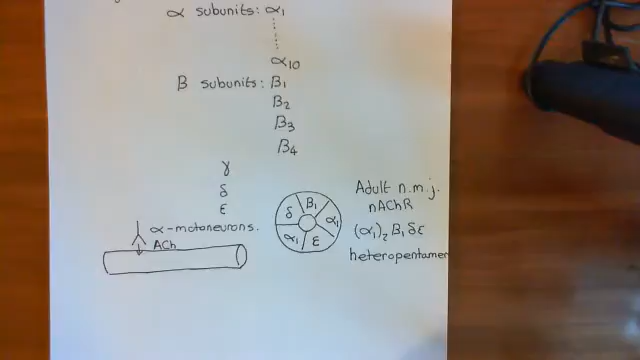 α subunits: α1
α10
β subunits: β1
β2
β3
β4
γ
δ
ε
α-motoneurons.
ACh
β1
δ
α1
α1
ε
Adult n.m.j.
nAChR
(α1)2 β1 δε
heteropentamer